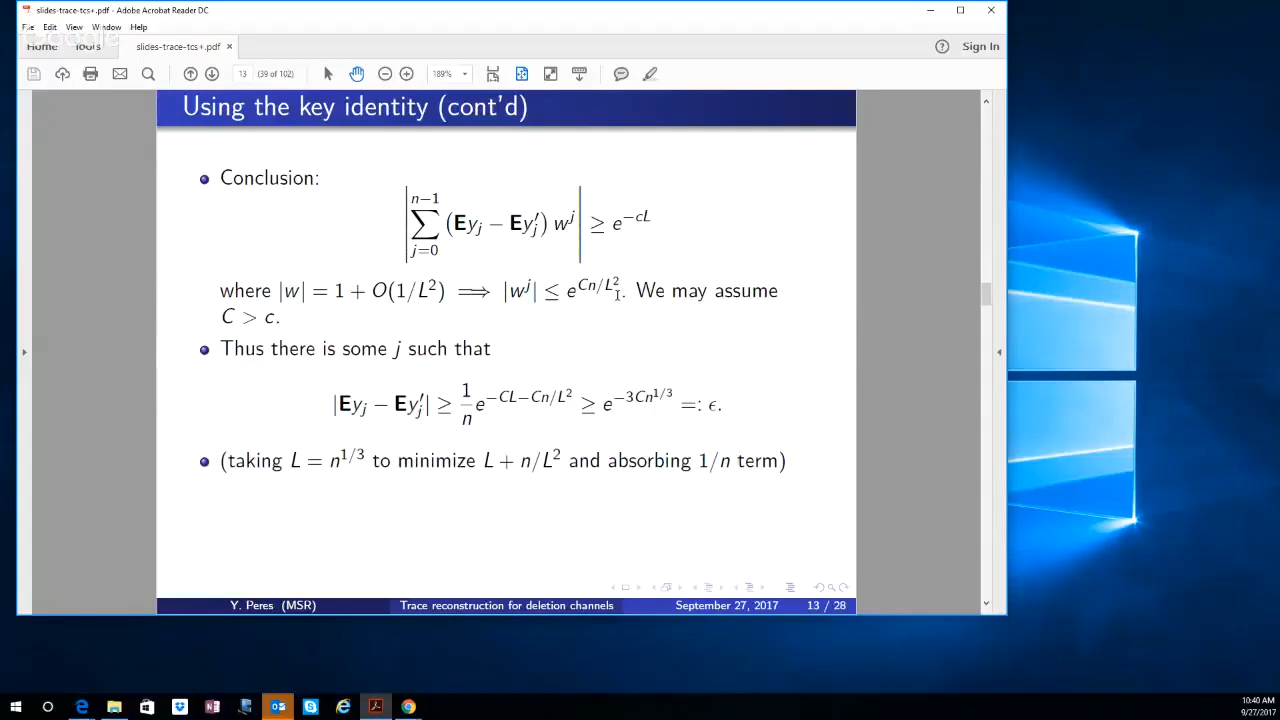 slides-trace-tcs+.pdf - Adobe Acrobat Reader DC
File Edit View Window Help
Home Tools slides-trace-tcs+.pdf × Sign In
13 (39 of 102) 189%
Using the key identity (cont'd)
Conclusion:
|∑_{j=0}^{n−1} (Ey_j − Ey′_j) w^j| ≥ e^{−cL}
where |w| = 1 + O(1/L²) ⟹ |w^j| ≤ e^{Cn/L²}. We may assume
C > c.
Thus there is some j such that
|Ey_j − Ey′_j| ≥ 1/n e^{−CL−Cn/L²} ≥ e^{−3Cn^{1/3}} =: ϵ.
(taking L = n^{1/3} to minimize L + n/L² and absorbing 1/n term)
Y. Peres (MSR) Trace reconstruction for deletion channels September 27, 2017 13 / 28
10:40 AM
9/27/2017